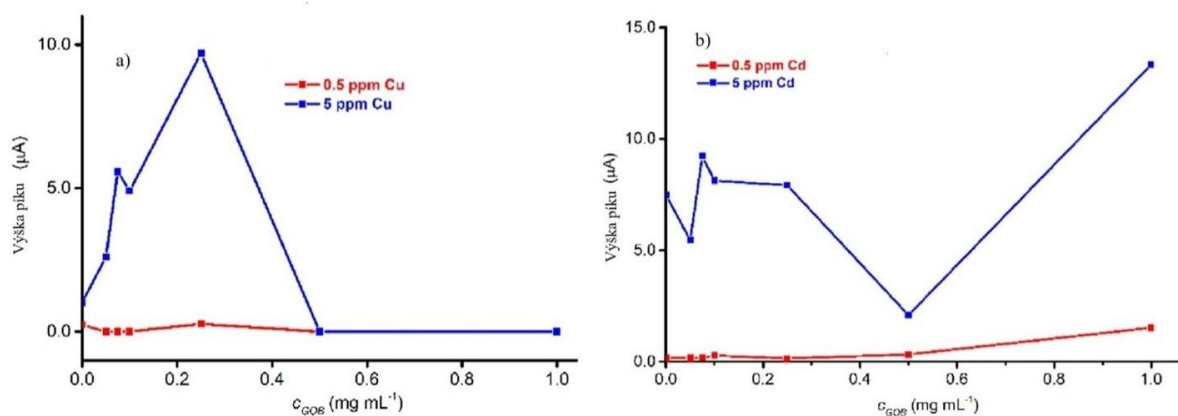 a)
10.0
5.0
0.0
Výška piku (µA)
0.5 ppm Cu
5 ppm Cu
0.0 0.2 0.4 0.6 0.8 1.0
c_GOB (mg mL⁻¹)
b)
15.0
10.0
5.0
0.0
Výška piku (µA)
0.5 ppm Cd
5 ppm Cd
0.0 0.2 0.4 0.6 0.8 1.0
c_GOB (mg mL⁻¹)